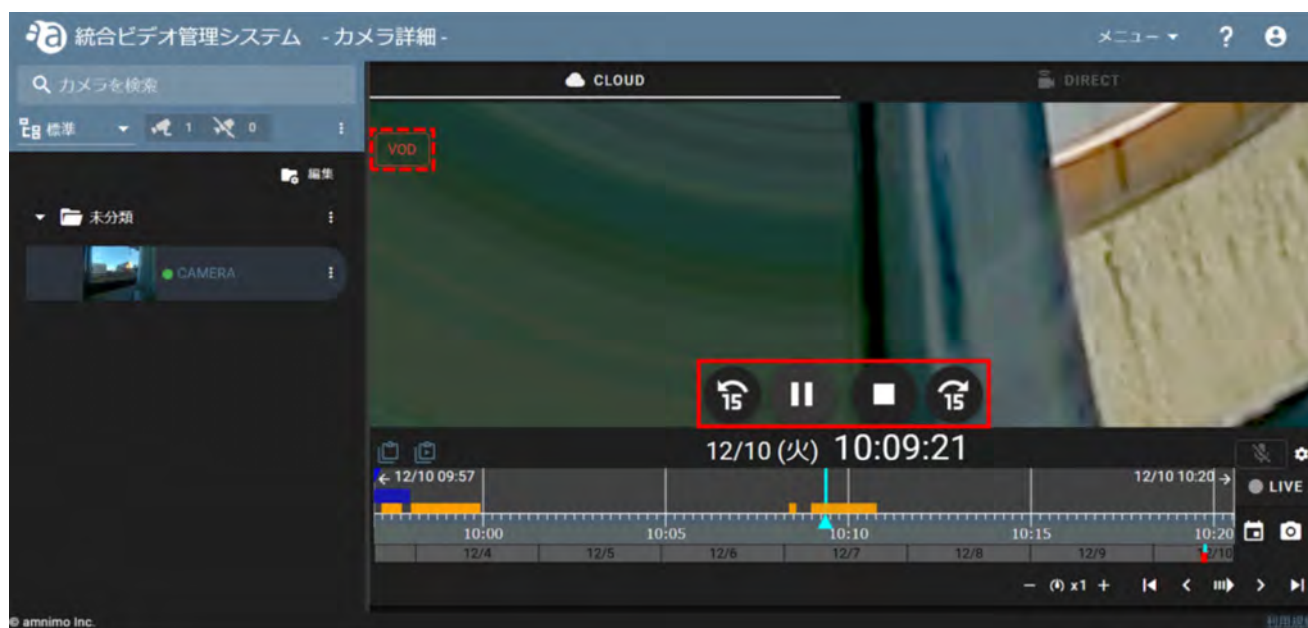 統合ビデオ管理システム - カメラ詳細 -
メニュー
?
カメラを検索
CLOUD
DIRECT
標準
1
0
VOD
編集
未分類
CAMERA
15
15
12/10 (火) 10:09:21
12/10 09:57
12/10 10:20
LIVE
10:00 10:05 10:10 10:15 10:20
12/4 12/5 12/6 12/7 12/8 12/9 12/10
x1
© amnimo Inc.